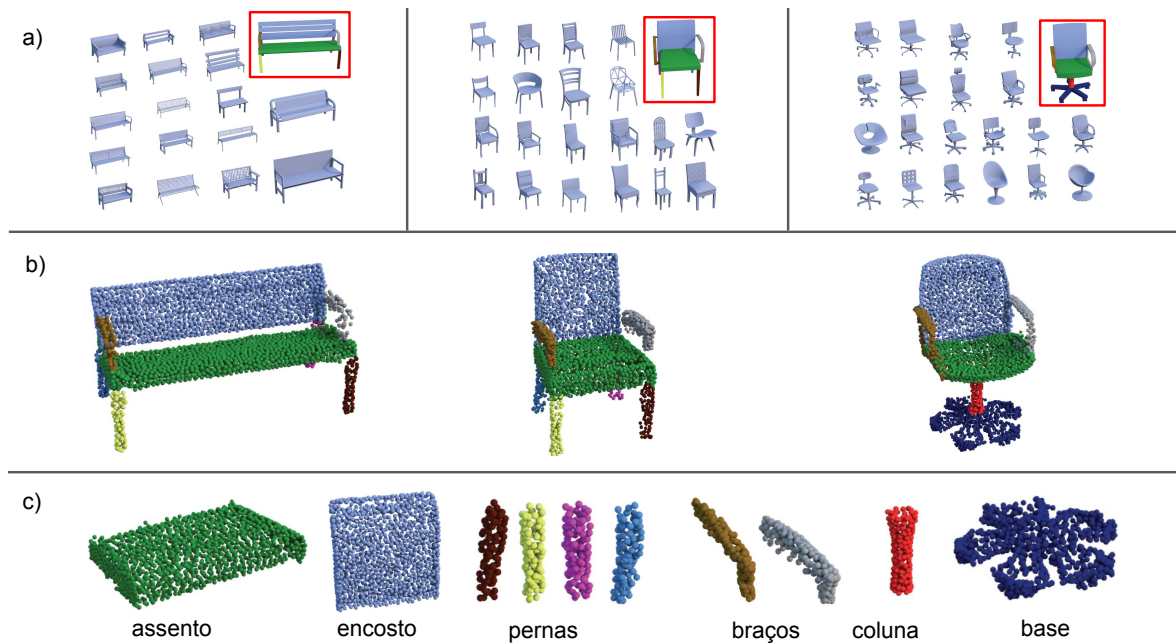 a)
b)
c)
assento encosto pernas braços coluna base